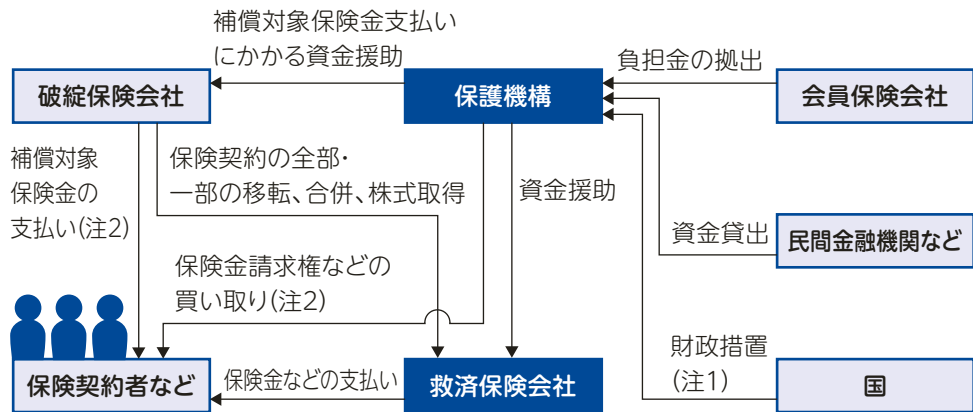 補償対象保険金支払い
にかかる資金援助
負担金の拠出
破綻保険会社
保護機構
会員保険会社
補償対象
保険金の
支払い(注2)
保険契約の全部・
一部の移転、合併、株式取得
資金援助
資金貸出
民間金融機関など
保険金請求権などの
買い取り(注2)
財政措置
(注1)
保険契約者など
保険金などの支払い
救済保険会社
国